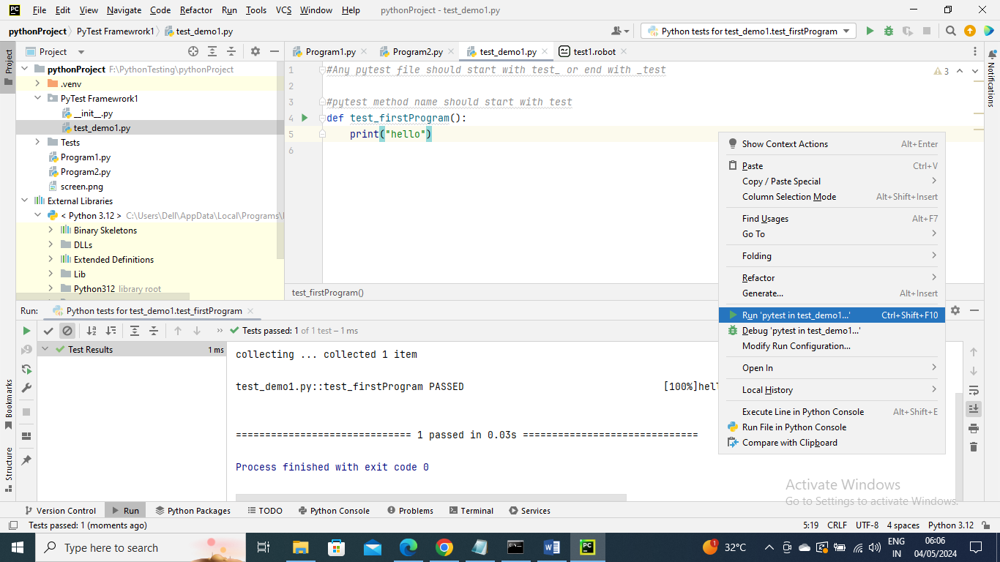 PC File Edit View Navigate Code Refactor Run Tools VCS Window Help pythonProject - test_demo1.py
pythonProject PyTest Framewrork1 test_demo1.py Python tests for test_demo1.test_firstProgram
Project
Project
Program1.py
Program2.py
test_demo1.py
test1.robot
Notifications
pythonProject F:\PythonTesting\pythonProject
.venv
PyTest Framewrork1
__init__.py
test_demo1.py
Tests
Program1.py
Program2.py
screen.png
External Libraries
< Python 3.12 > C:\Users\Dell\AppData\Local\Programs\
Binary Skeletons
DLLs
Extended Definitions
Lib
Python312 library root
1 #Any pytest file should start with test_ or end with _test
3
2
3 #pytest method name should start with test
4 def test_firstProgram():
5 print("hello")
6
test_firstProgram()
Show Context Actions Alt+Enter
Paste Ctrl+V
Copy / Paste Special
Column Selection Mode Alt+Shift+Insert
Find Usages Alt+F7
Go To
Folding
Refactor
Generate... Alt+Insert
Run 'pytest in test_demo1...' Ctrl+Shift+F10
Debug 'pytest in test_demo1...'
Modify Run Configuration...
Open In
Local History
Execute Line in Python Console Alt+Shift+E
Run File in Python Console
Compare with Clipboard
Run: Python tests for test_demo1.test_firstProgram
Tests passed: 1 of 1 test – 1 ms
Test Results 1 ms
collecting ... collected 1 item
test_demo1.py::test_firstProgram PASSED [100%]hell
============================== 1 passed in 0.03s ==============================
Process finished with exit code 0
Bookmarks
Structure
Activate Windows
Go to Settings to activate Windows.
Version Control Run Python Packages TODO Python Console Problems Terminal Services
Tests passed: 1 (moments ago) 5:19 CRLF UTF-8 4 spaces Python 3.12
Type here to search
W
PC
1
32°C
ENG
IN
06:06
04/05/2024